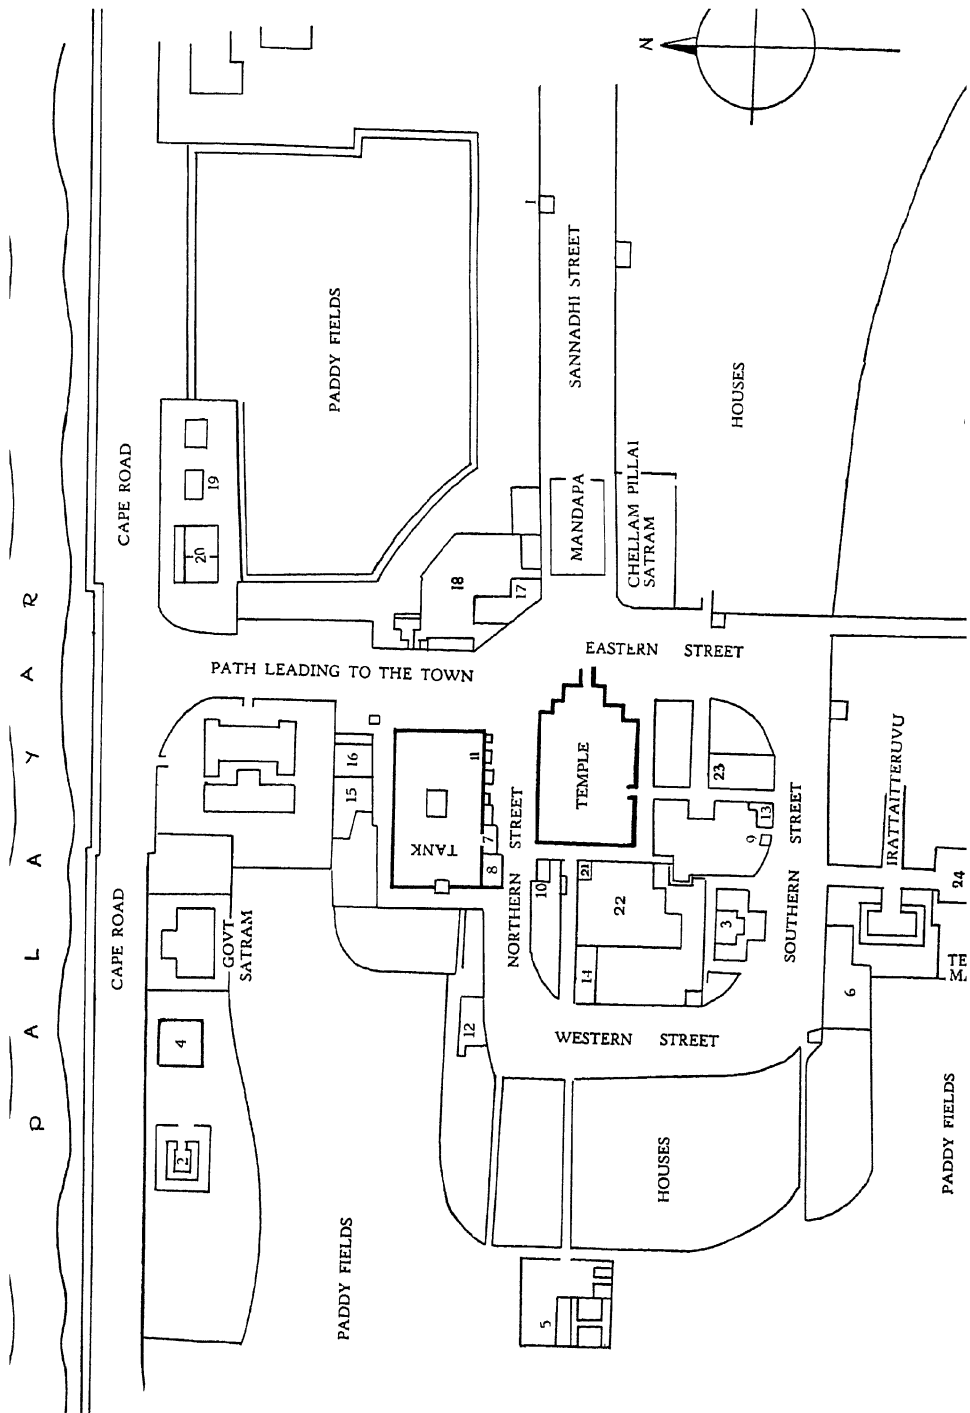 N
PALAYAR
CAPE ROAD
CAPE ROAD
PADDY FIELDS
SANNADHI STREET
1
HOUSES
19
20
MANDAPA
CHELLAM PILLAI
SATRAM
18
17
EASTERN STREET
PATH LEADING TO THE TOWN
16
15
11
TANK
7
8
TEMPLE
NORTHERN STREET
10
21
22
14
23
13
9
3
SOUTHERN STREET
IRATTAITTERUVU
24
GOVT
SATRAM
4
2
12
WESTERN STREET
6
TE
MA
HOUSES
PADDY FIELDS
PADDY FIELDS
5